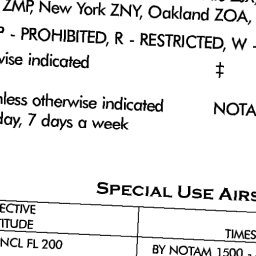 ZMP, New York ZNY, Oakland ZOA,
P - PROHIBITED, R - RESTRICTED, W -
wise indicated
‡
nless otherwise indicated NOTA
day, 7 days a week
SPECIAL USE AIRS
ECTIVE
TITUDE TIMES
NCL FL 200 BY NOTAM 1500 -